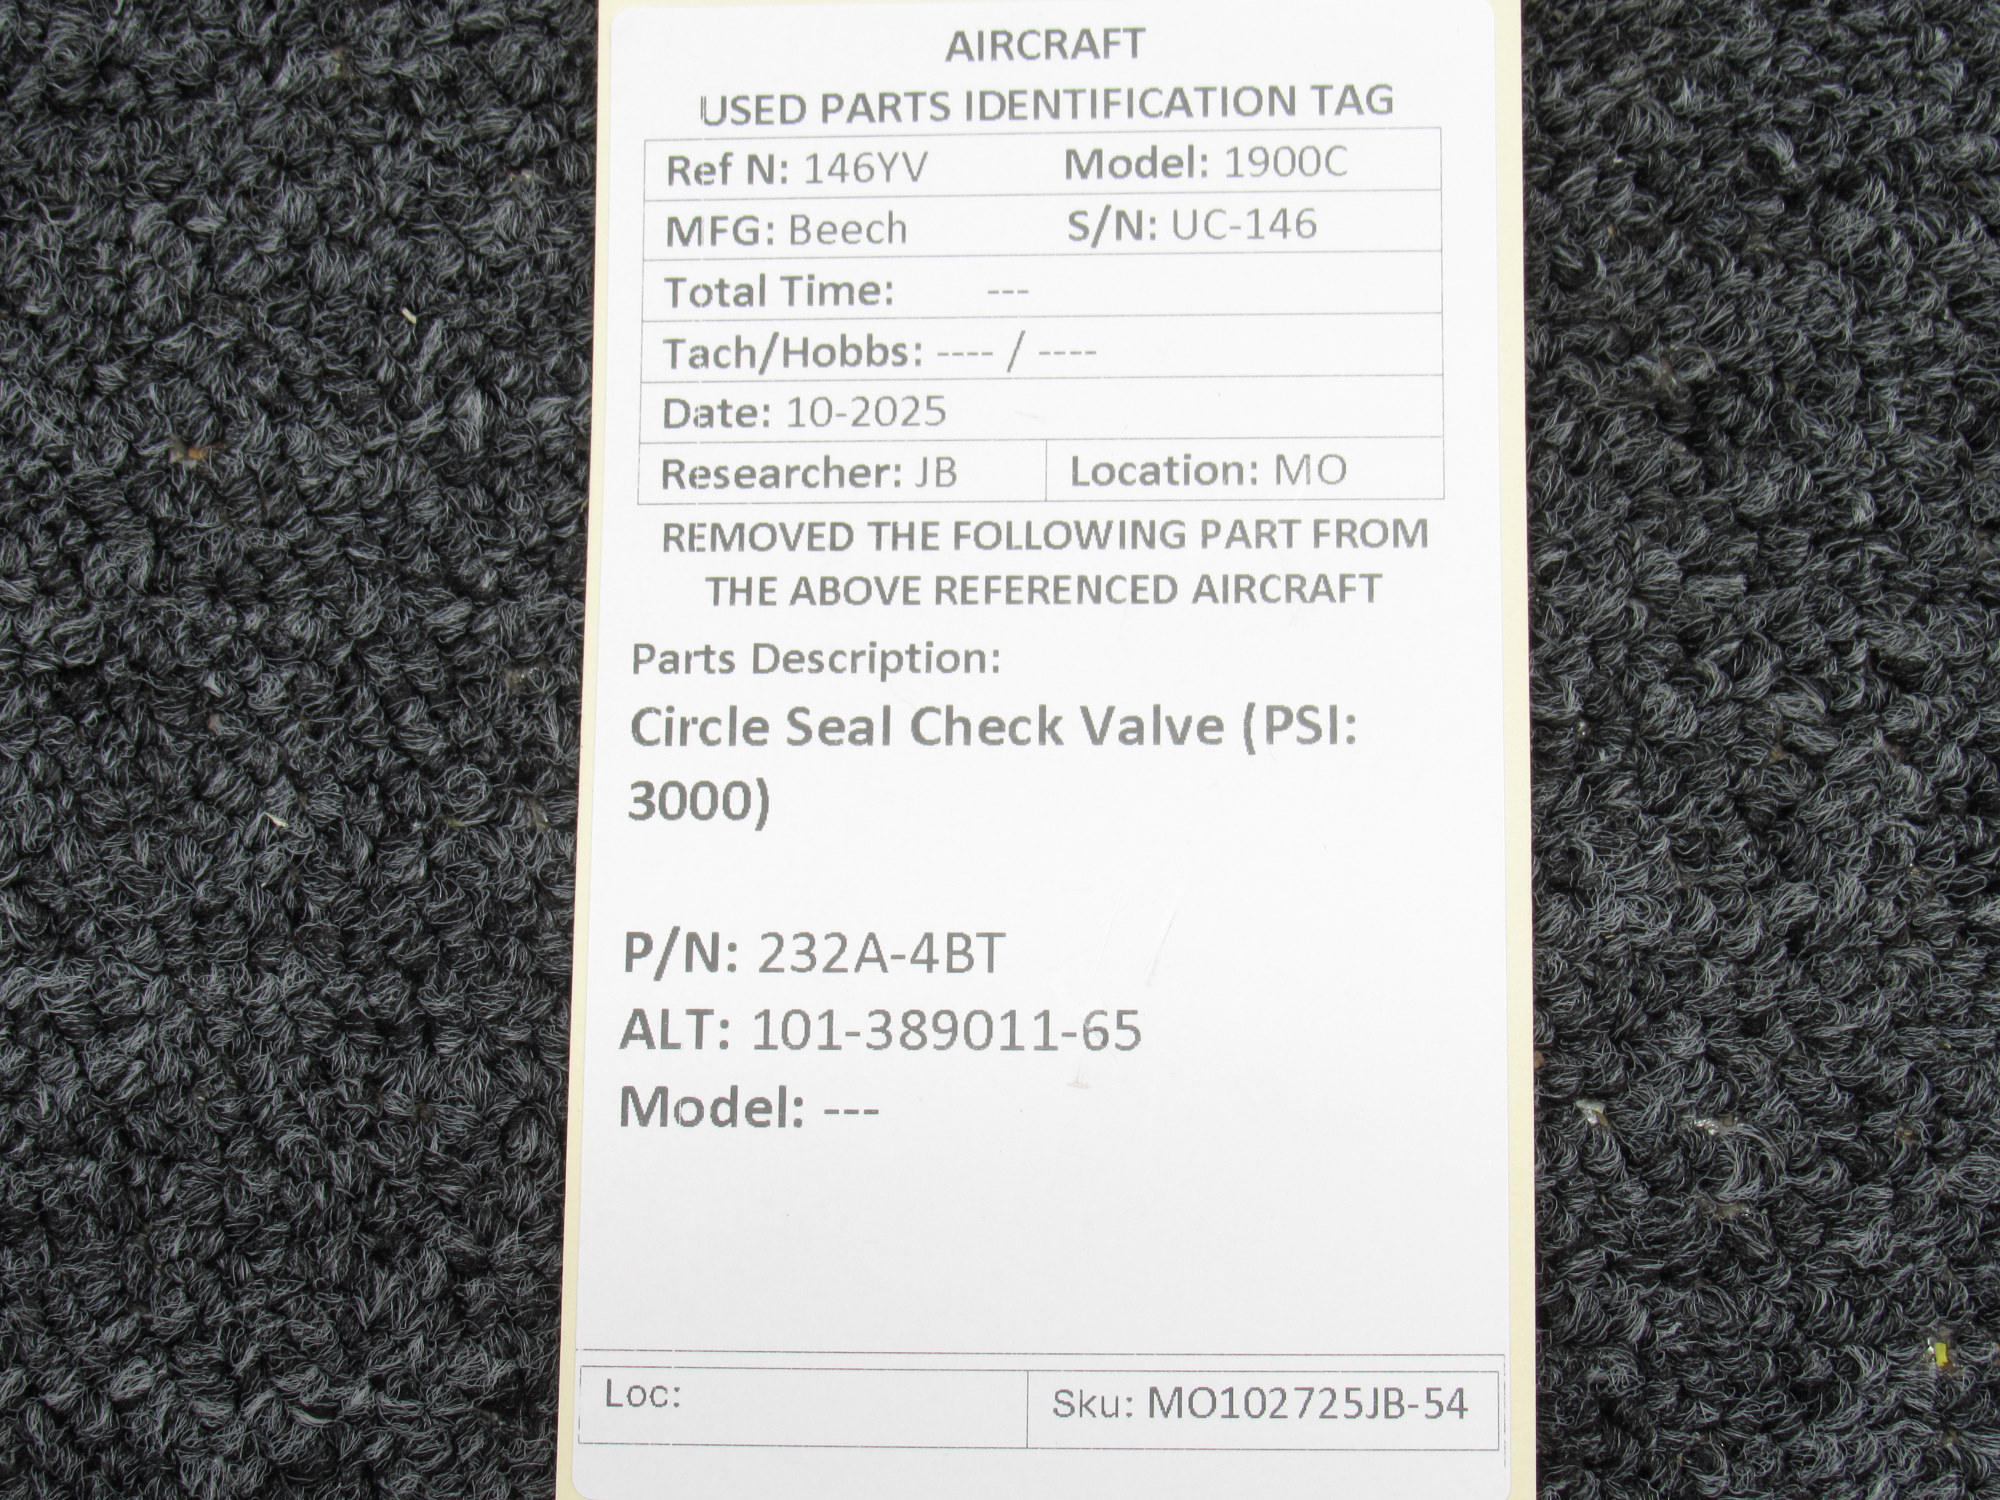 AIRCRAFT
USED PARTS IDENTIFICATION TAG
Ref N: 146YV Model: 1900C
MFG: Beech S/N: UC-146
Total Time: ---
Tach/Hobbs: ---- / ----
Date: 10-2025
Researcher: JB Location: MO
REMOVED THE FOLLOWING PART FROM
THE ABOVE REFERENCED AIRCRAFT
Parts Description:
Circle Seal Check Valve (PSI:
3000)
P/N: 232A-4BT
ALT: 101-389011-65
Model: ---
Loc: Sku: MO102725JB-54